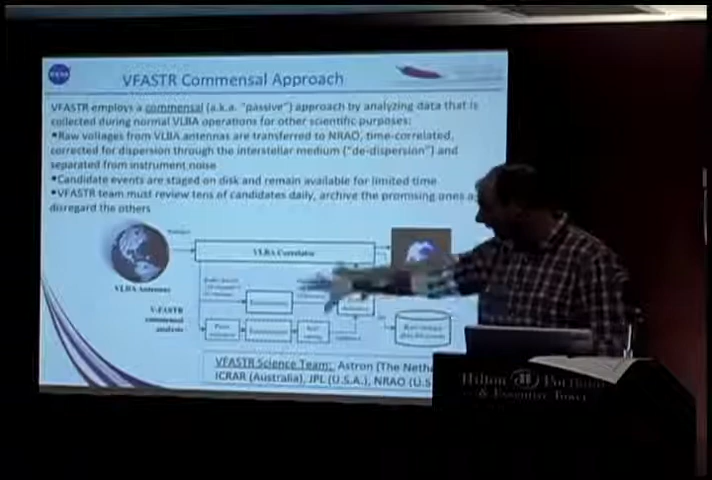 NASA
VFASTR Commensal Approach
VFASTR employs a commensal (a.k.a. "passive") approach by analyzing data that is
collected during normal VLBA operations for other scientific purposes:
•Raw voltages from VLBA antennas are transferred to NRAO, time-correlated,
corrected for dispersion through the interstellar medium ("de-dispersion") and
separated from instrument noise
•Candidate events are staged on disk and remain available for limited time
•VFASTR team must review tens of candidates daily, archive the promising ones a
disregard the others
VLBA Correlator
VLBA Antennas
V-FASTR
commensal
analysis
VFASTR Science Team: Astron (The Nethe
ICRAR (Australia), JPL (U.S.A.), NRAO (U.S
Hilton Portland
& Executive Tower